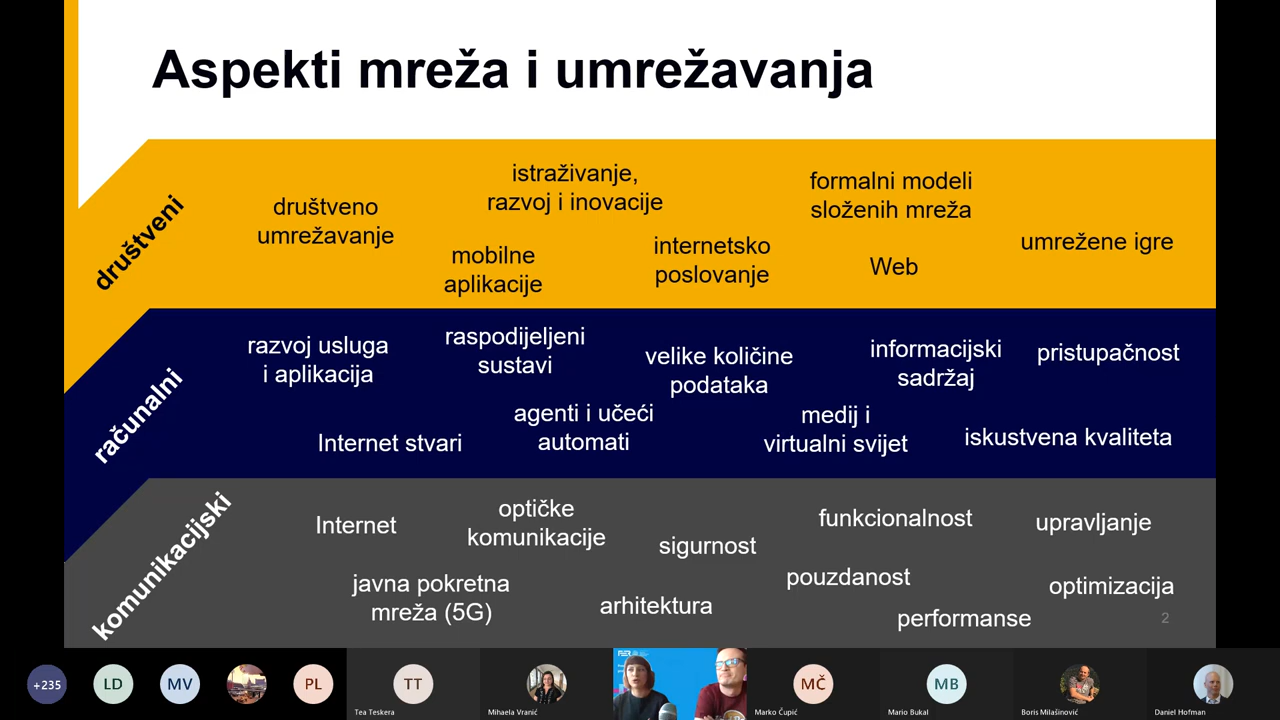 Aspekti mreža i umrežavanja
društveni
društveno
umrežavanje
istraživanje,
razvoj i inovacije
mobilne
aplikacije
internetsko
poslovanje
formalni modeli
složenih mreža
Web
umrežene igre
računalni
razvoj usluga
i aplikacija
raspodijeljeni
sustavi
velike količine
podataka
informacijski
sadržaj
pristupačnost
Internet stvari
agenti i učeći
automati
medij i
virtualni svijet
iskustvena kvaliteta
komunikacijski
Internet
optičke
komunikacije
sigurnost
funkcionalnost
upravljanje
javna pokretna
mreža (5G)
arhitektura
pouzdanost
performanse
optimizacija
2
+235
LD
MV
PL
TT
Tea Teskera
Mihaela Vranić
FER
MČ
Marko Čupić
MB
Mario Bukal
Boris Milašinović
Daniel Hofman